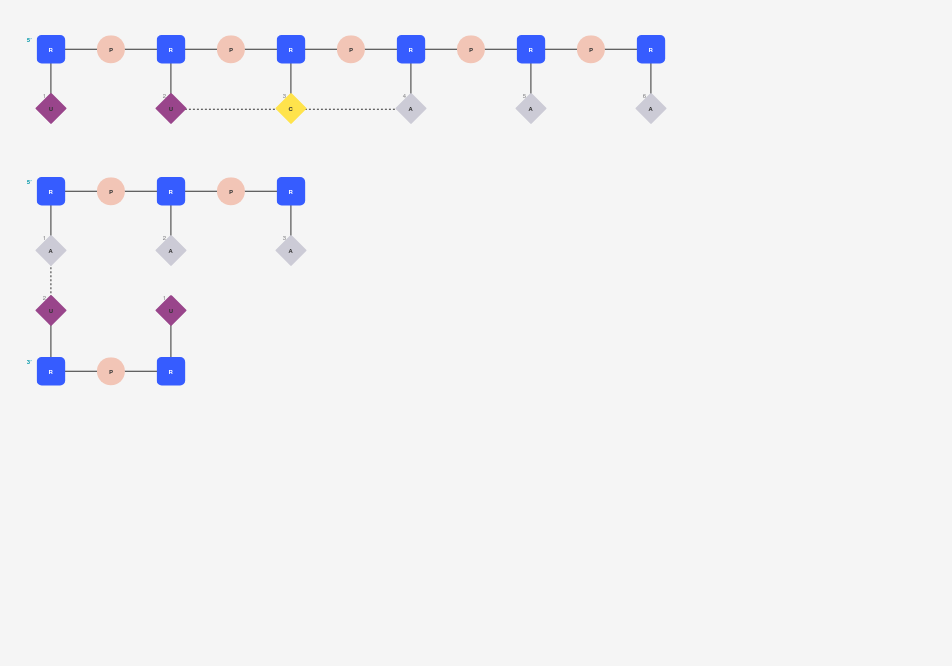 5' R P R P R P R P R P R
1 2 3 4 5 6
U U C A A A
5' R P R P R
1 2 3
A A A
2 1
U U
3' R P R